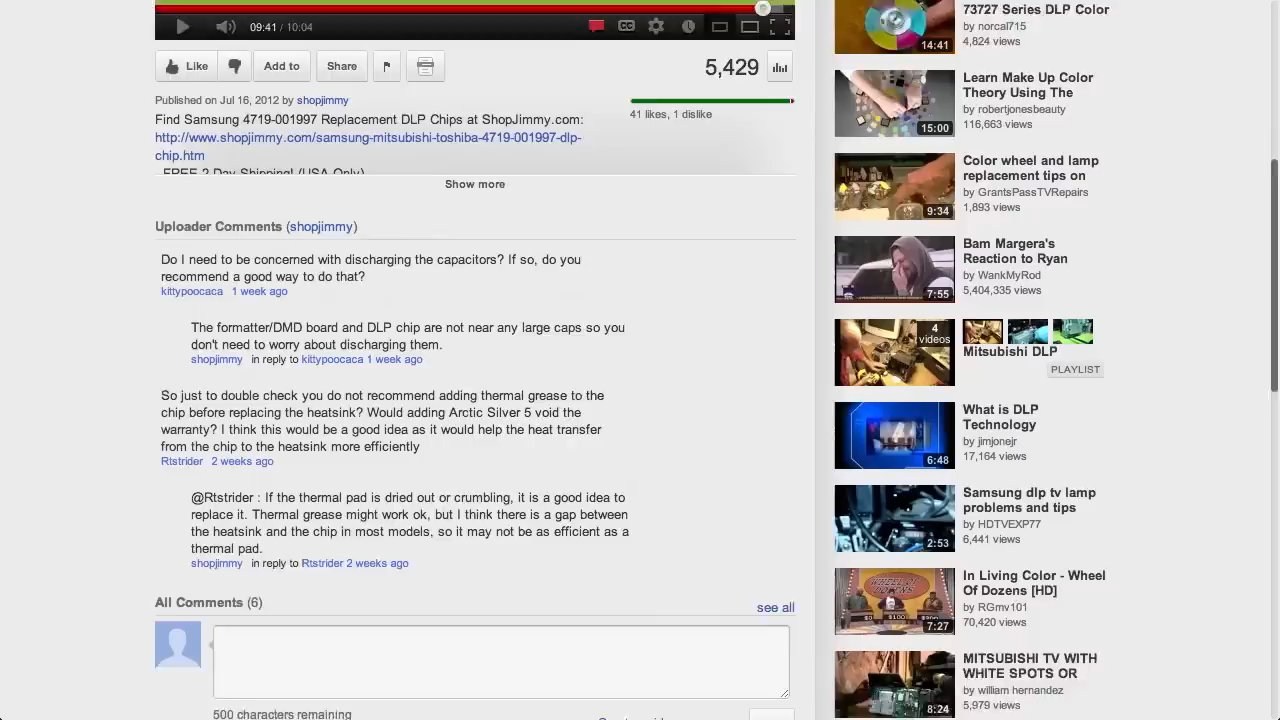 09:41 / 10:04
CC
Like
Add to
Share
5,429
Published on Jul 16, 2012 by shopjimmy
41 likes, 1 dislike
Find Samsung 4719-001997 Replacement DLP Chips at ShopJimmy.com:
http://www.shopjimmy.com/samsung-mitsubishi-toshiba-4719-001997-dlp-
chip.htm
- FREE 2 Day Shipping! (USA Only)
Show more
Uploader Comments (shopjimmy)
Do I need to be concerned with discharging the capacitors? If so, do you
recommend a good way to do that?
kittypoocaca 1 week ago
The formatter/DMD board and DLP chip are not near any large caps so you
don't need to worry about discharging them.
shopjimmy in reply to kittypoocaca 1 week ago
So just to double check you do not recommend adding thermal grease to the
chip before replacing the heatsink? Would adding Arctic Silver 5 void the
warranty? I think this would be a good idea as it would help the heat transfer
from the chip to the heatsink more efficiently
Rtstrider 2 weeks ago
@Rtstrider : If the thermal pad is dried out or crumbling, it is a good idea to
replace it. Thermal grease might work ok, but I think there is a gap between
the heatsink and the chip in most models, so it may not be as efficient as a
thermal pad.
shopjimmy in reply to Rtstrider 2 weeks ago
All Comments (6)
see all
500 characters remaining
73727 Series DLP Color
by norcal715
4,824 views
14:41
Learn Make Up Color
Theory Using The
by robertjonesbeauty
116,663 views
15:00
Color wheel and lamp
replacement tips on
by GrantsPassTVRepairs
1,893 views
9:34
Bam Margera's
Reaction to Ryan
by WankMyRod
5,404,335 views
7:55
4
videos
Mitsubishi DLP
PLAYLIST
What is DLP
Technology
by jimjonejr
17,164 views
6:48
Samsung dlp tv lamp
problems and tips
by HDTVEXP77
6,441 views
2:53
In Living Color - Wheel
Of Dozens [HD]
by RGmv101
70,420 views
WHEEL OF
DOZENS
$0
$100
7:27
MITSUBISHI TV WITH
WHITE SPOTS OR
by william hernandez
5,979 views
8:24